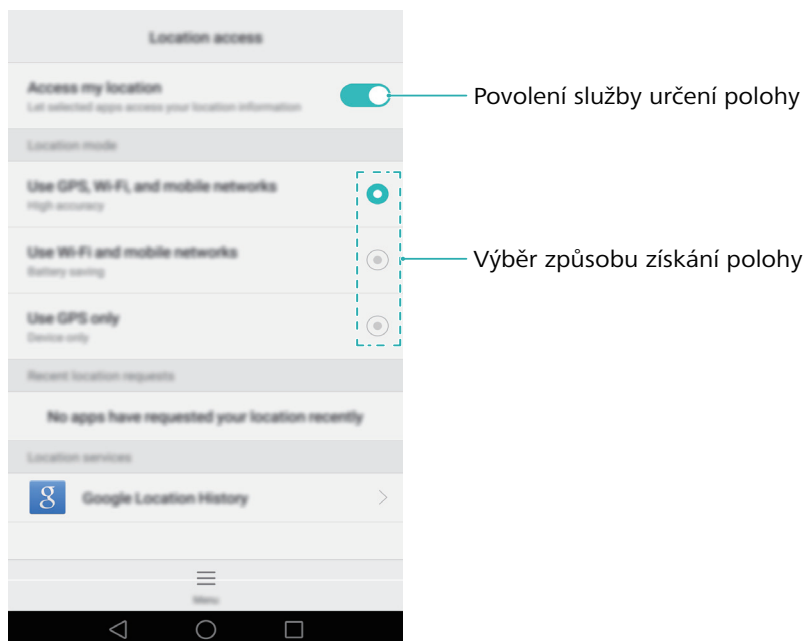 Location access
Access my location
Let selected apps access your location information
Povolení služby určení polohy
Location mode
Use GPS, Wi-Fi, and mobile networks
High accuracy
Use Wi-Fi and mobile networks
Battery saving
Výběr způsobu získání polohy
Use GPS only
Device only
Recent location requests
No apps have requested your location recently
Location services
8 Google Location History
Menu